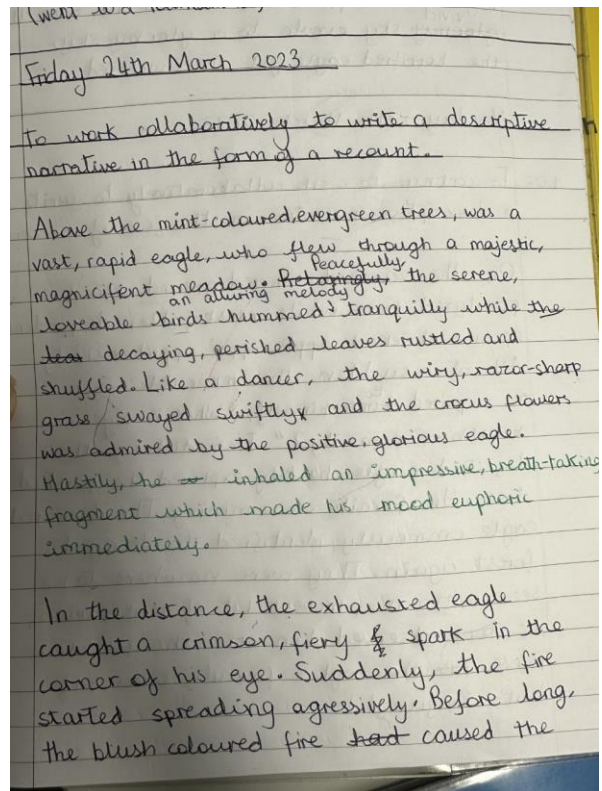 (went to a
Friday 24th March 2023
To work collaboratively to write a descriptive
narrative in the form of a recount.
Above the mint-coloured, evergreen trees, was a
vast, rapid eagle, who flew through a majestic,
Peacefully,
magnicifent meadow. Relaxingly, the serene,
an alluring melody
loveable birds hummed tranquilly while the
decaying, perished leaves rustled and
shuffled. Like a dancer, the wiry, razor-sharp
grass swayed swiftly and the crocus flowers
was admired by the positive, glorious eagle.
Hastily, he inhaled an impressive, breath-taking
fragment which made his mood euphoric
immediately.
In the distance, the exhausted eagle
caught a crimson, fiery spark in the
corner of his eye. Suddenly, the fire
started spreading agressively. Before long,
the blush coloured fire had caused the